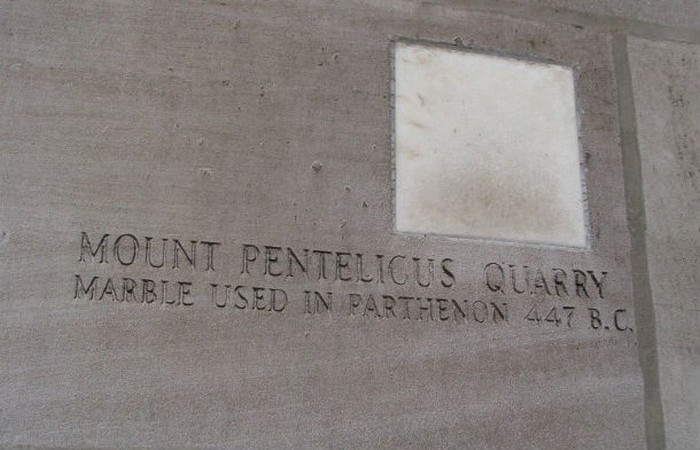 MOUNT PENTELICUS QUARRY
MARBLE USED IN PARTHENON 447 B.C.